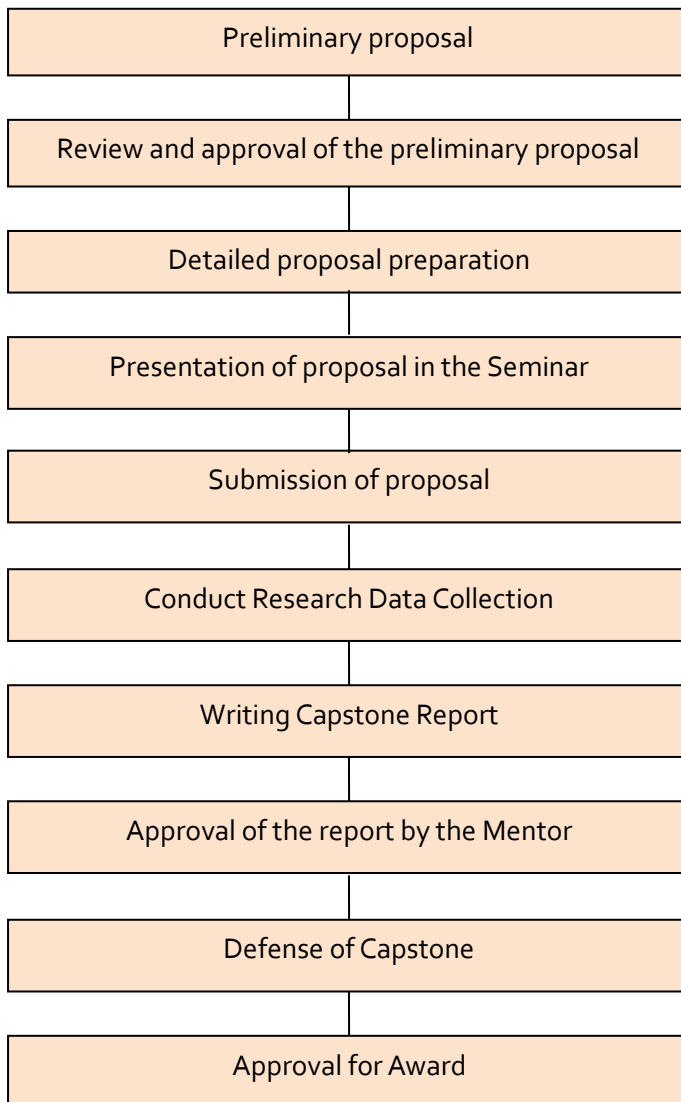 Preliminary proposal
Review and approval of the preliminary proposal
Detailed proposal preparation
Presentation of proposal in the Seminar
Submission of proposal
Conduct Research Data Collection
Writing Capstone Report
Approval of the report by the Mentor
Defense of Capstone
Approval for Award